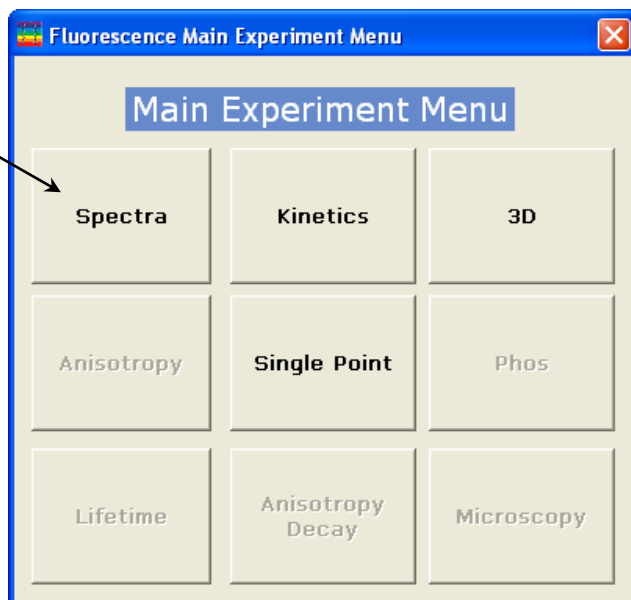 Fluorescence Main Experiment Menu
Main Experiment Menu
Spectra Kinetics 3D
Anisotropy Single Point Phos
Lifetime Anisotropy Decay Microscopy